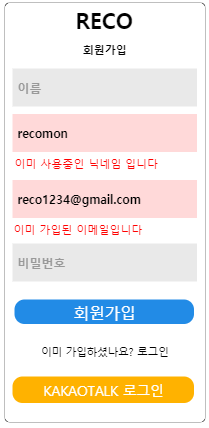 RECO
회원가입
이름
recomon
이미 사용중인 닉네임 입니다
reco1234@gmail.com
이미 가입된 이메일입니다
비밀번호
회원가입
이미 가입하셨나요? 로그인
KAKAOTALK 로그인